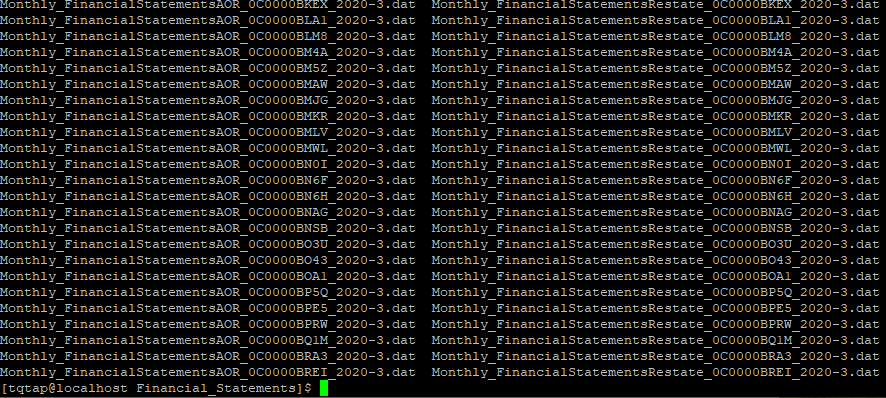 Monthly_FinancialStatementsAOR_0C0000BKEX_2020-3.dat  Monthly_FinancialStatementsRestate_0C0000BKEX_2020-3.dat
Monthly_FinancialStatementsAOR_0C0000BLA1_2020-3.dat  Monthly_FinancialStatementsRestate_0C0000BLA1_2020-3.dat
Monthly_FinancialStatementsAOR_0C0000BLM8_2020-3.dat  Monthly_FinancialStatementsRestate_0C0000BLM8_2020-3.dat
Monthly_FinancialStatementsAOR_0C0000BM4A_2020-3.dat  Monthly_FinancialStatementsRestate_0C0000BM4A_2020-3.dat
Monthly_FinancialStatementsAOR_0C0000BM5Z_2020-3.dat  Monthly_FinancialStatementsRestate_0C0000BM5Z_2020-3.dat
Monthly_FinancialStatementsAOR_0C0000BMAW_2020-3.dat  Monthly_FinancialStatementsRestate_0C0000BMAW_2020-3.dat
Monthly_FinancialStatementsAOR_0C0000BMJG_2020-3.dat  Monthly_FinancialStatementsRestate_0C0000BMJG_2020-3.dat
Monthly_FinancialStatementsAOR_0C0000BMKR_2020-3.dat  Monthly_FinancialStatementsRestate_0C0000BMKR_2020-3.dat
Monthly_FinancialStatementsAOR_0C0000BMLV_2020-3.dat  Monthly_FinancialStatementsRestate_0C0000BMLV_2020-3.dat
Monthly_FinancialStatementsAOR_0C0000BMWL_2020-3.dat  Monthly_FinancialStatementsRestate_0C0000BMWL_2020-3.dat
Monthly_FinancialStatementsAOR_0C0000BN0I_2020-3.dat  Monthly_FinancialStatementsRestate_0C0000BN0I_2020-3.dat
Monthly_FinancialStatementsAOR_0C0000BN6F_2020-3.dat  Monthly_FinancialStatementsRestate_0C0000BN6F_2020-3.dat
Monthly_FinancialStatementsAOR_0C0000BN6H_2020-3.dat  Monthly_FinancialStatementsRestate_0C0000BN6H_2020-3.dat
Monthly_FinancialStatementsAOR_0C0000BNAG_2020-3.dat  Monthly_FinancialStatementsRestate_0C0000BNAG_2020-3.dat
Monthly_FinancialStatementsAOR_0C0000BNSB_2020-3.dat  Monthly_FinancialStatementsRestate_0C0000BNSB_2020-3.dat
Monthly_FinancialStatementsAOR_0C0000BO3U_2020-3.dat  Monthly_FinancialStatementsRestate_0C0000BO3U_2020-3.dat
Monthly_FinancialStatementsAOR_0C0000BO43_2020-3.dat  Monthly_FinancialStatementsRestate_0C0000BO43_2020-3.dat
Monthly_FinancialStatementsAOR_0C0000BOA1_2020-3.dat  Monthly_FinancialStatementsRestate_0C0000BOA1_2020-3.dat
Monthly_FinancialStatementsAOR_0C0000BP5Q_2020-3.dat  Monthly_FinancialStatementsRestate_0C0000BP5Q_2020-3.dat
Monthly_FinancialStatementsAOR_0C0000BPE5_2020-3.dat  Monthly_FinancialStatementsRestate_0C0000BPE5_2020-3.dat
Monthly_FinancialStatementsAOR_0C0000BPRW_2020-3.dat  Monthly_FinancialStatementsRestate_0C0000BPRW_2020-3.dat
Monthly_FinancialStatementsAOR_0C0000BQ1M_2020-3.dat  Monthly_FinancialStatementsRestate_0C0000BQ1M_2020-3.dat
Monthly_FinancialStatementsAOR_0C0000BRA3_2020-3.dat  Monthly_FinancialStatementsRestate_0C0000BRA3_2020-3.dat
Monthly_FinancialStatementsAOR_0C0000BREI_2020-3.dat  Monthly_FinancialStatementsRestate_0C0000BREI_2020-3.dat
[tqtap@localhost Financial_Statements]$